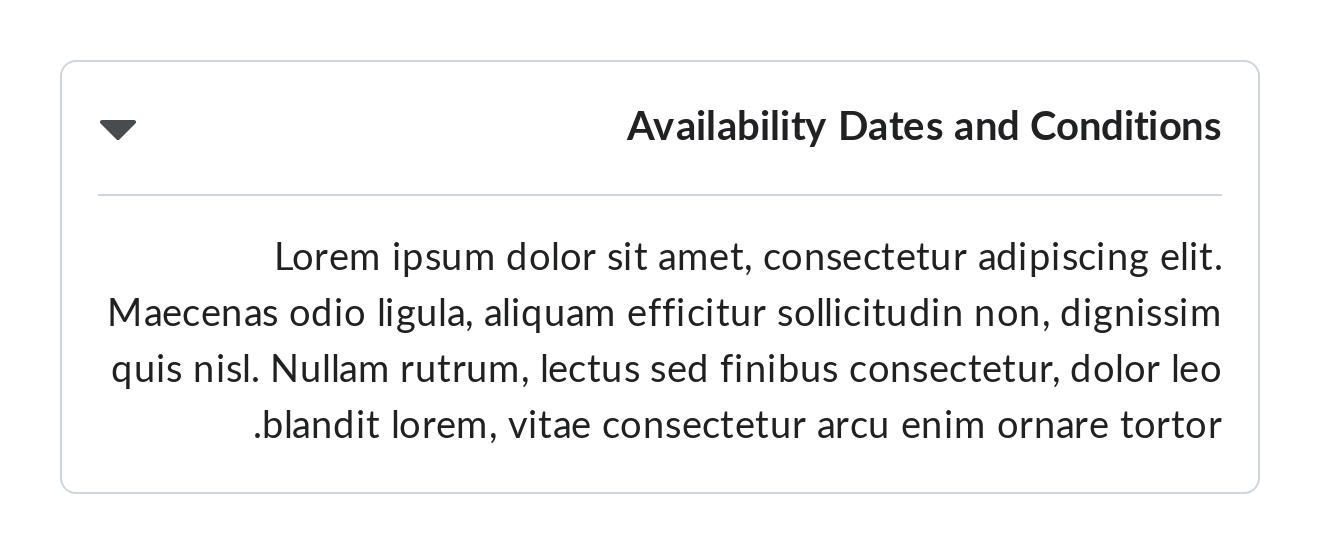 Availability Dates and Conditions
Lorem ipsum dolor sit amet, consectetur adipiscing elit.
Maecenas odio ligula, aliquam efficitur sollicitudin non, dignissim
quis nisl. Nullam rutrum, lectus sed finibus consectetur, dolor leo
.blandit lorem, vitae consectetur arcu enim ornare tortor